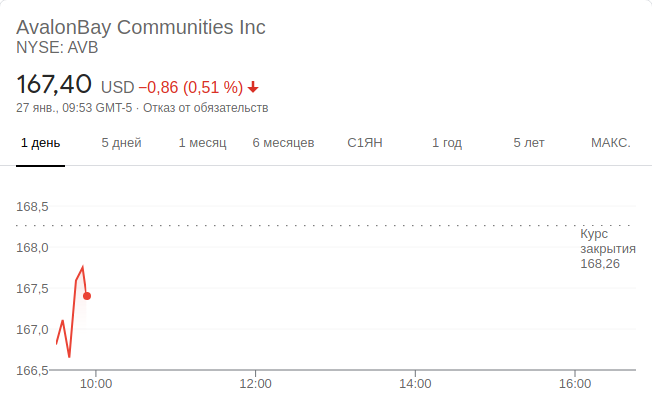 AvalonBay Communities Inc
NYSE: AVB
167,40 USD −0,86 (0,51 %)
27 янв., 09:53 GMT-5 · Отказ от обязательств
1 день 5 дней 1 месяц 6 месяцев С1ЯН 1 год 5 лет МАКС.
168,5
Курс
закрытия
168,26
168,0
167,5
167,0
166,5
10:00 12:00 14:00 16:00